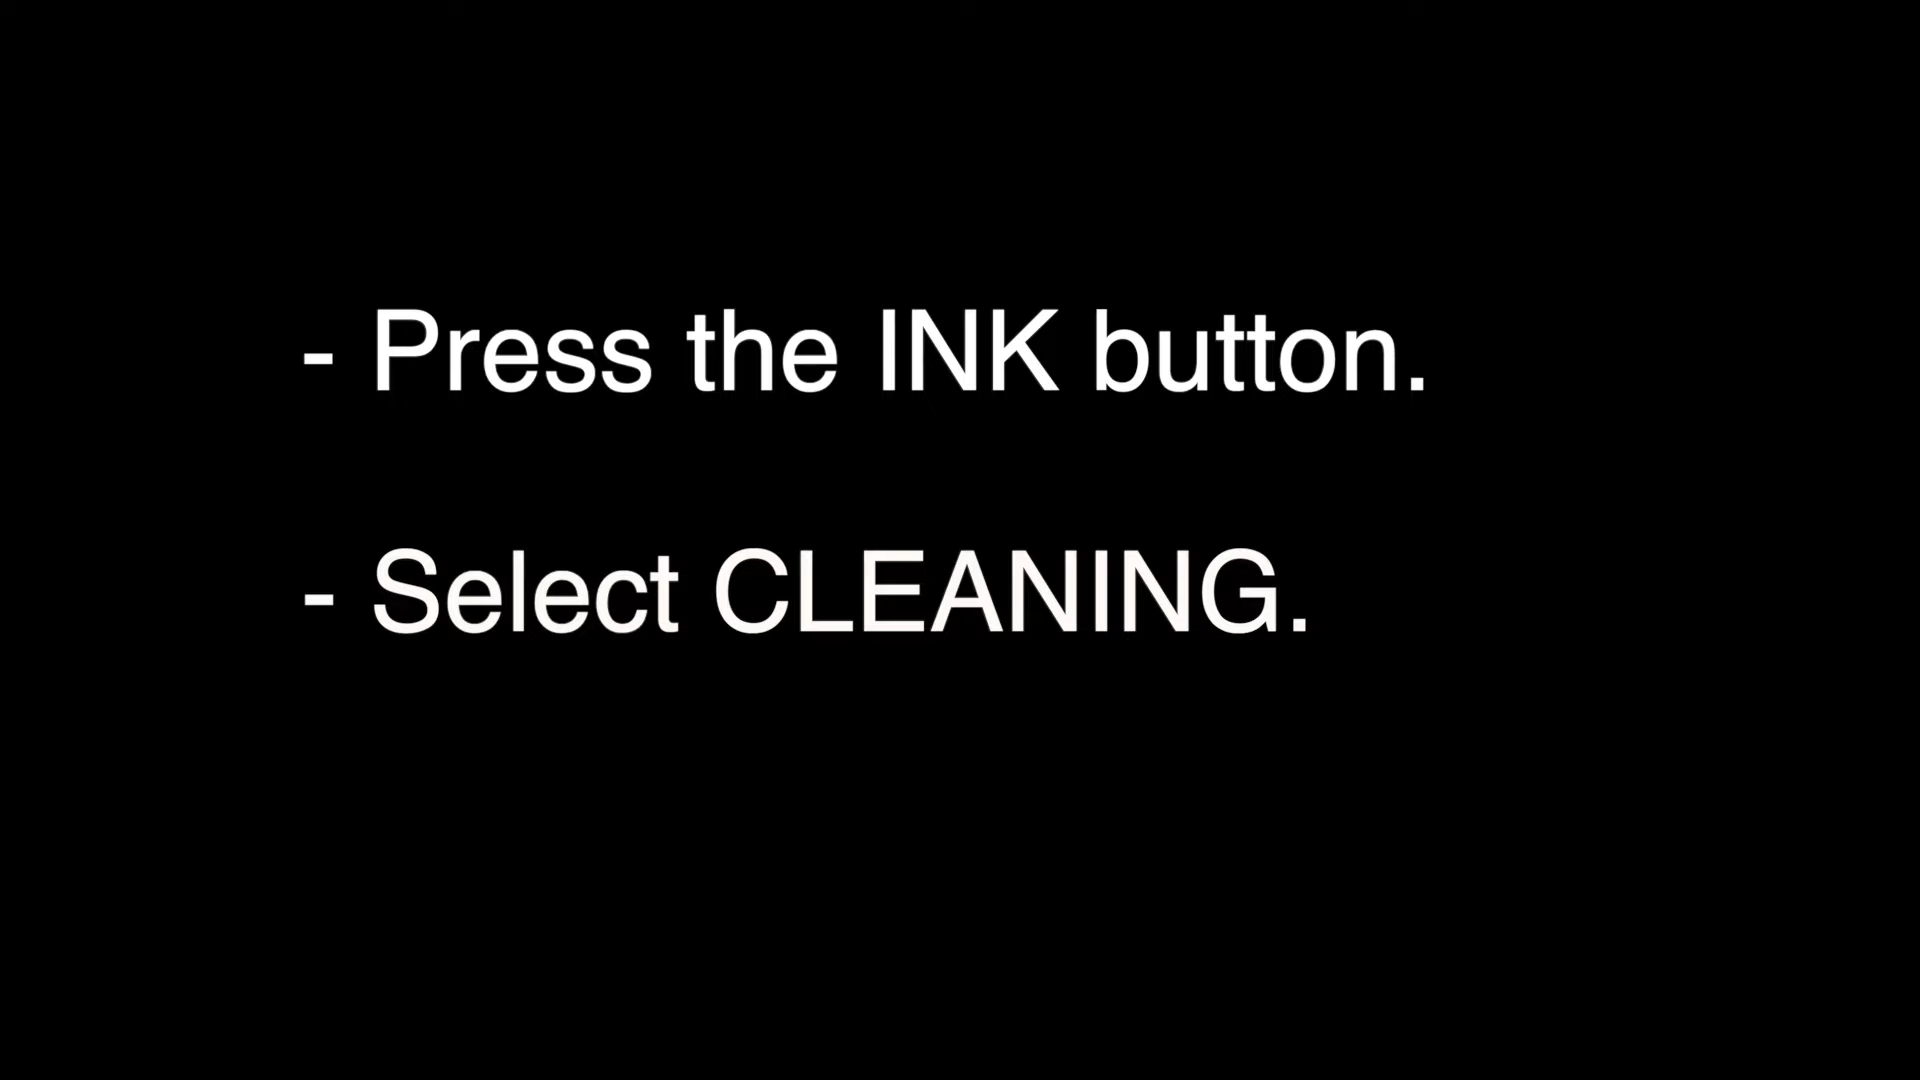 - Press the INK button.
- Select CLEANING.